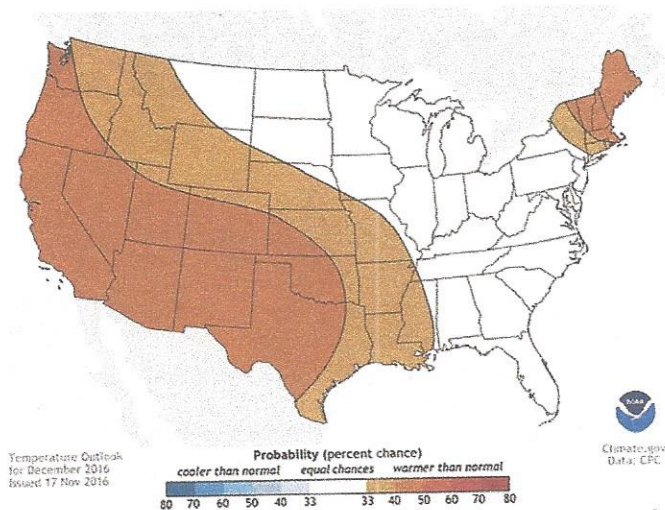 Temperature Outlook
for December 2016
Issued 17 Nov 2016
Probability (percent chance)
cooler than normal equal chances warmer than normal
80 70 60 50 40 33 33 40 50 60 70 80
NOAA
Climate.gov
Data: CPC